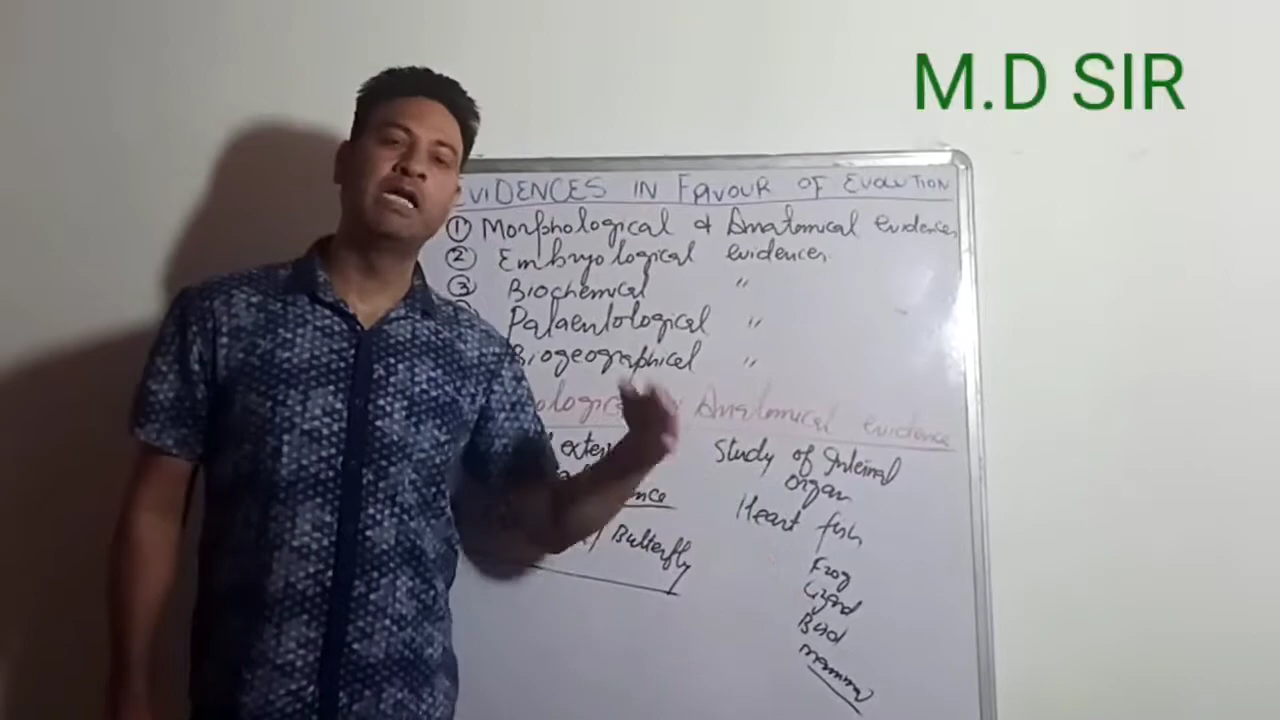 M.D SIR
EVIDENCES IN FAVOUR OF EVOLUTION
① Morphological & Anatomical evidences
② Embryological evidences
③ Biochemical "
Palaentological "
Biogeographical "
Anatomical evidence
Study of Internal
Organ
Heart fish
Butterfly
Frog
Lizard
Bird
mammal